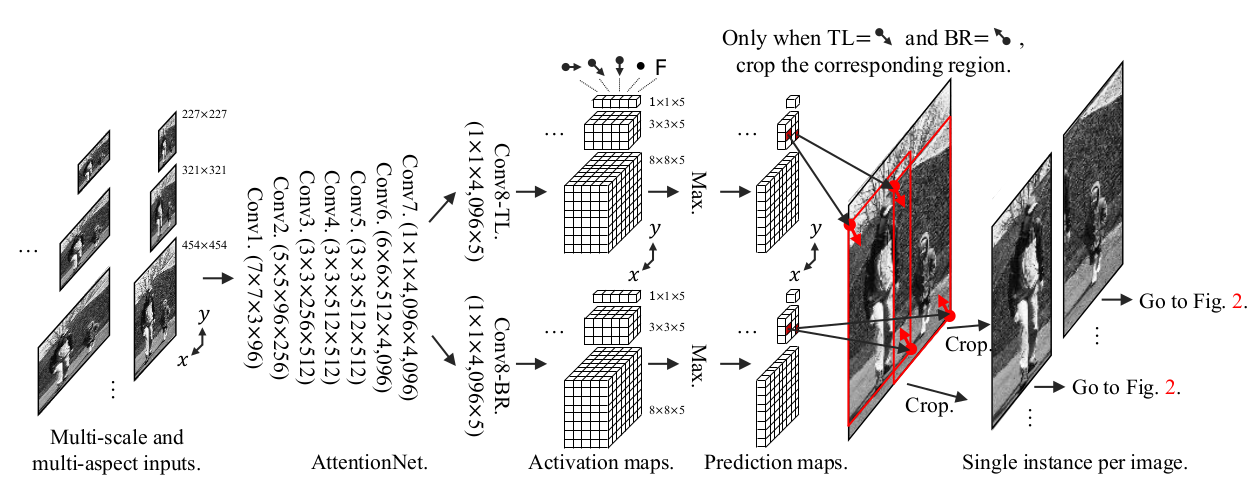 Only when TL= and BR= ,
crop the corresponding region.
227×227
321×321
454×454
...
y
x
⋮
Multi-scale and
multi-aspect inputs.
Conv1. (7×7×3×96)
Conv2. (5×5×96×256)
Conv3. (3×3×256×512)
Conv4. (3×3×512×512)
Conv5. (3×3×512×512)
Conv6. (6×6×512×4,096)
Conv7. (1×1×4,096×4,096)
AttentionNet.
Conv8-TL.
(1×1×4,096×5)
Conv8-BR.
(1×1×4,096×5)
F
...
1×1×5
3×3×5
8×8×5
y
x
...
1×1×5
3×3×5
8×8×5
Activation maps.
Max.
Max.
...
y
x
...
Prediction maps.
Crop.
Crop.
Go to Fig. 2.
⋮
Go to Fig. 2.
⋮
Single instance per image.